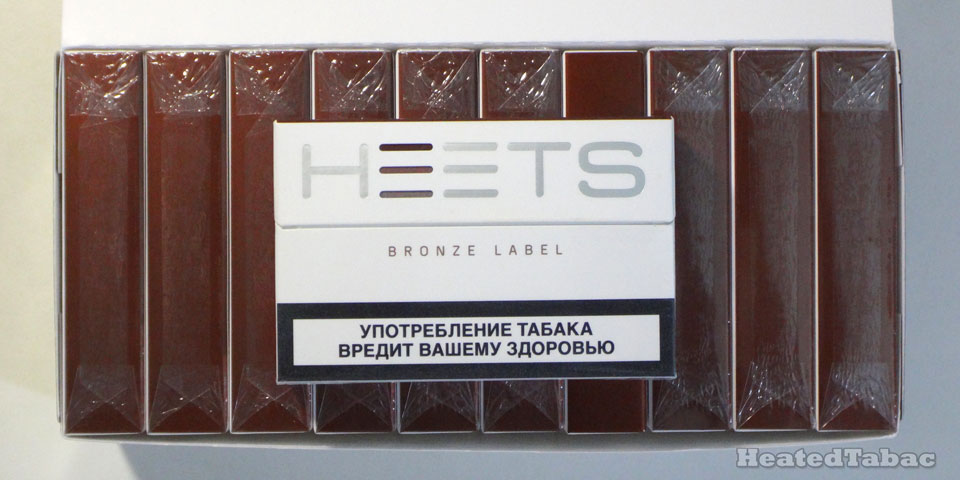 HEETS
BRONZE LABEL
УПОТРЕБЛЕНИЕ ТАБАКА
ВРЕДИТ ВАШЕМУ ЗДОРОВЬЮ
HeatedTabac